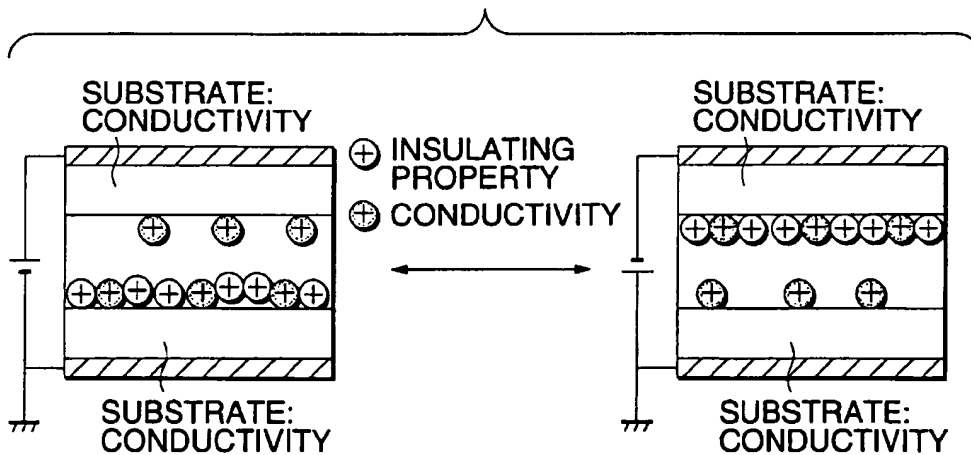 SUBSTRATE:
CONDUCTIVITY
INSULATING
PROPERTY
CONDUCTIVITY
SUBSTRATE:
CONDUCTIVITY
SUBSTRATE:
CONDUCTIVITY
SUBSTRATE:
CONDUCTIVITY